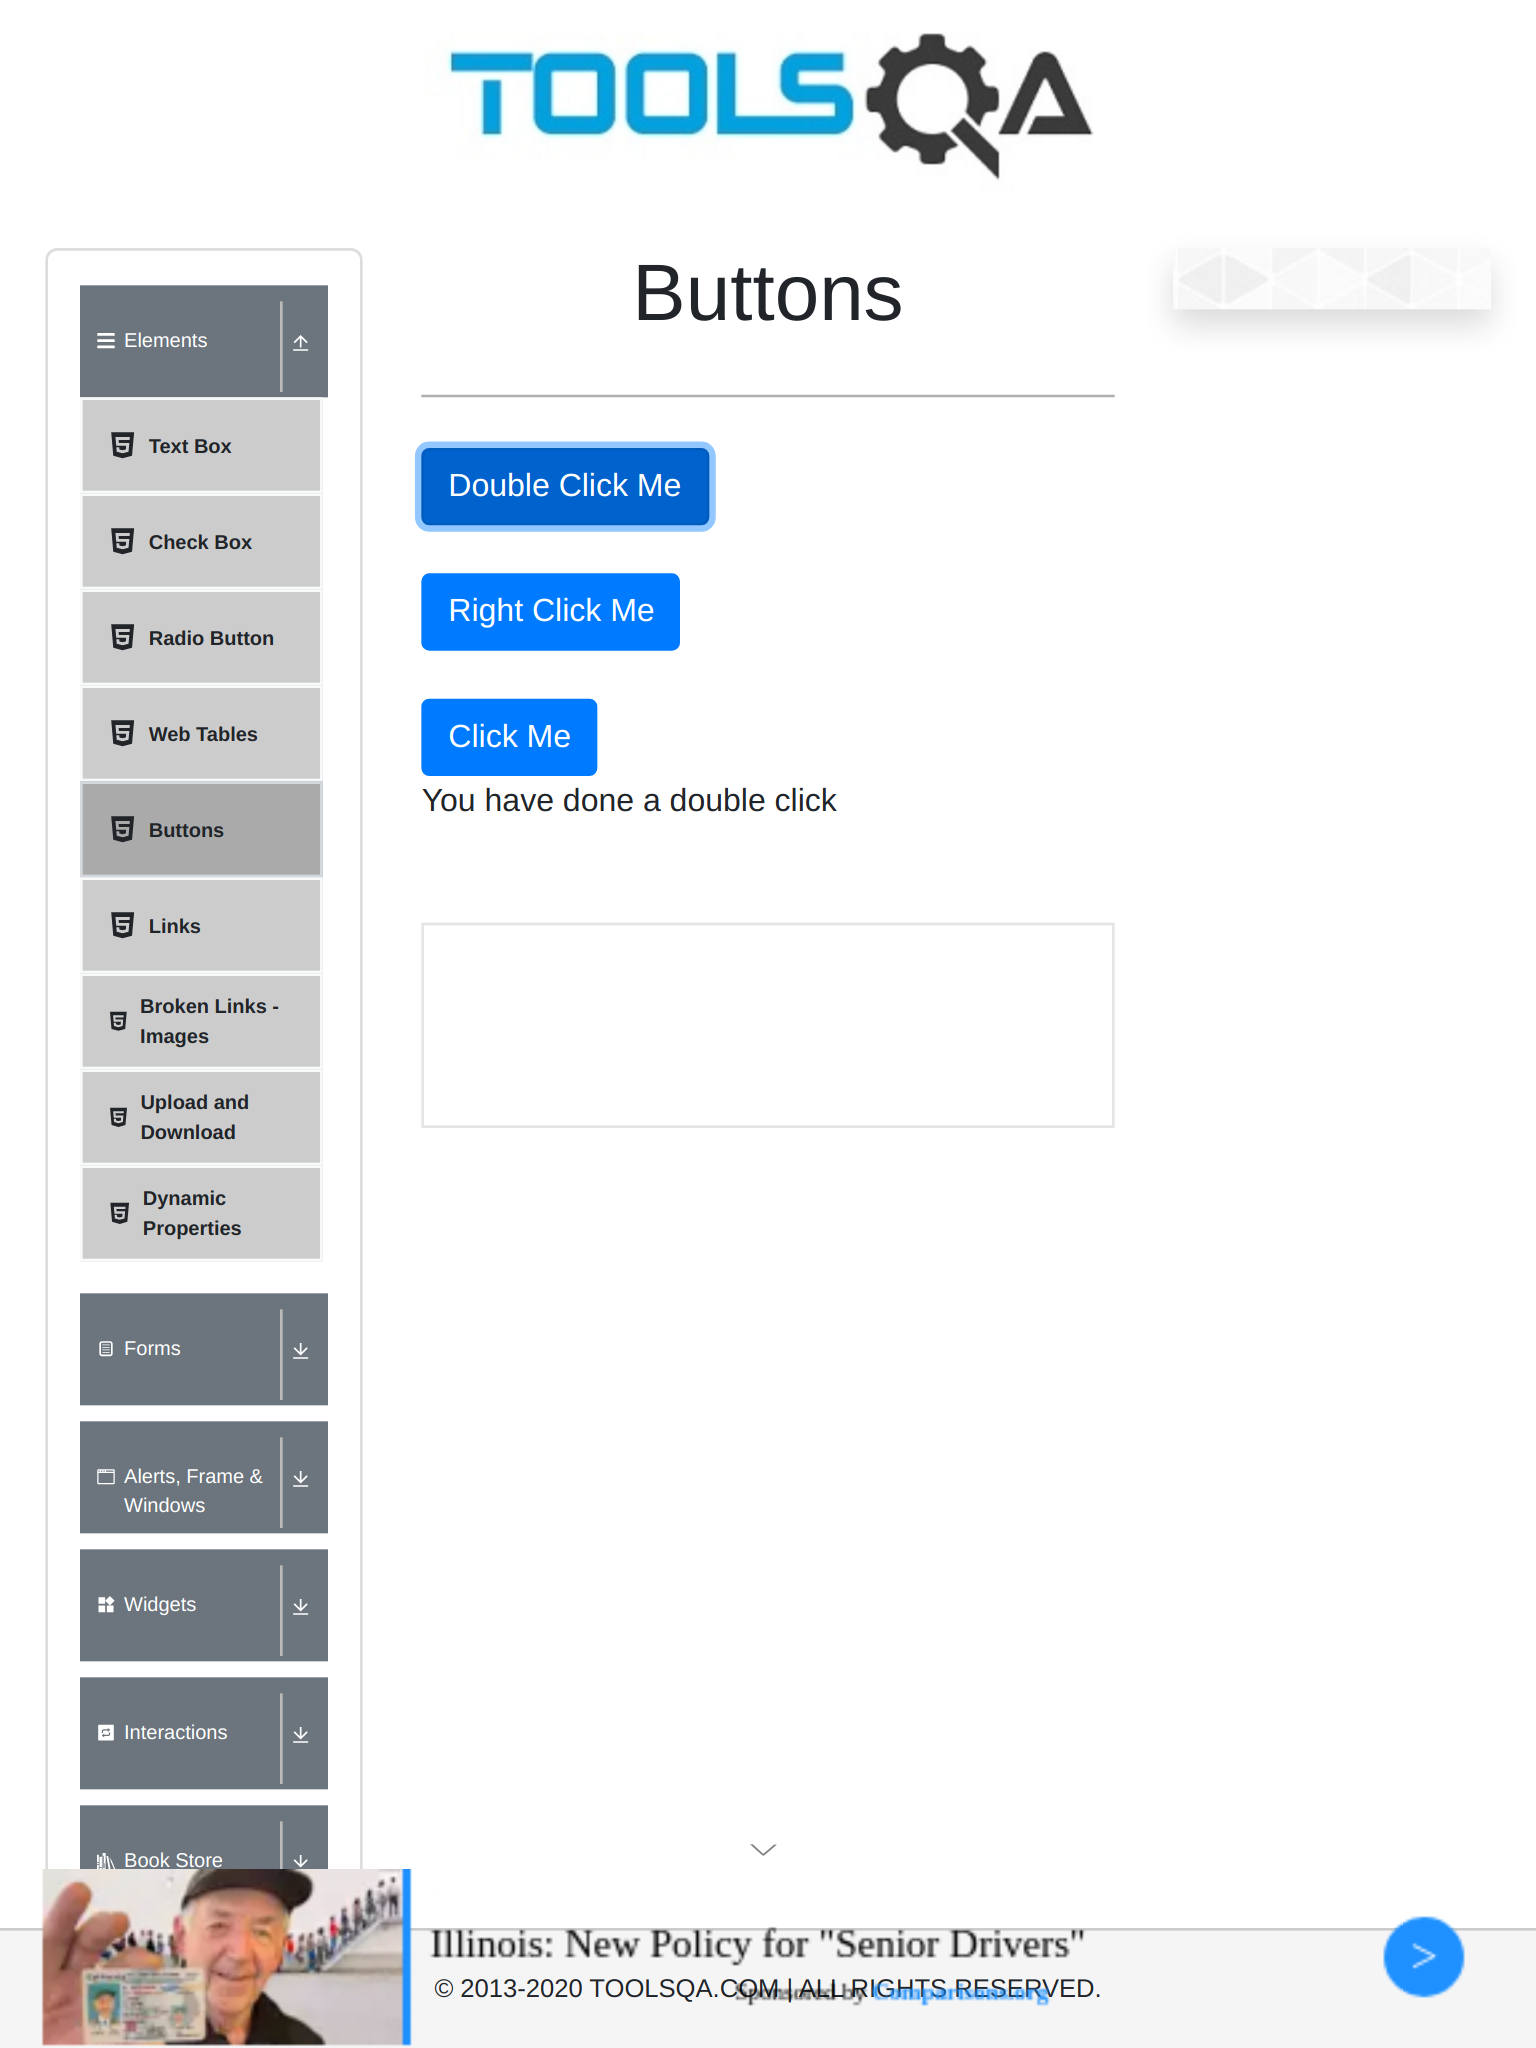 TOOLSQA
Elements
Text Box
Check Box
Radio Button
Web Tables
Buttons
Links
Broken Links -
Images
Upload and
Download
Dynamic
Properties
Forms
Alerts, Frame &
Windows
Widgets
Interactions
Book Store
Buttons
Double Click Me
Right Click Me
Click Me
You have done a double click
Illinois: New Policy for "Senior Drivers"
© 2013-2020 TOOLSQA.COM | ALL RIGHTS RESERVED.
Sponsored by Comparisons.org
>